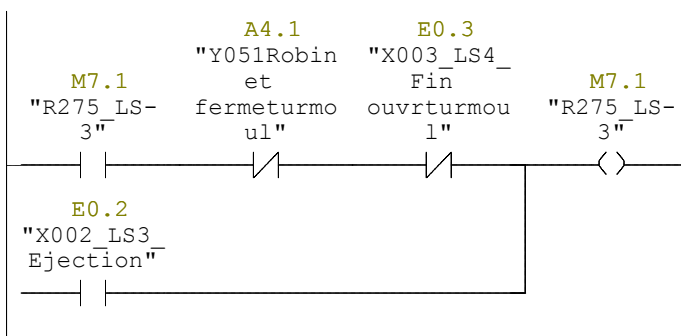 A4.1
E0.3
"Y051Robin
"X003_LS4_
M7.1
et
Fin
M7.1
"R275_LS-
fermeturmo
ouvrturmou
"R275_LS-
3"
ul"
l"
3"
E0.2
"X002_LS3_
Ejection"